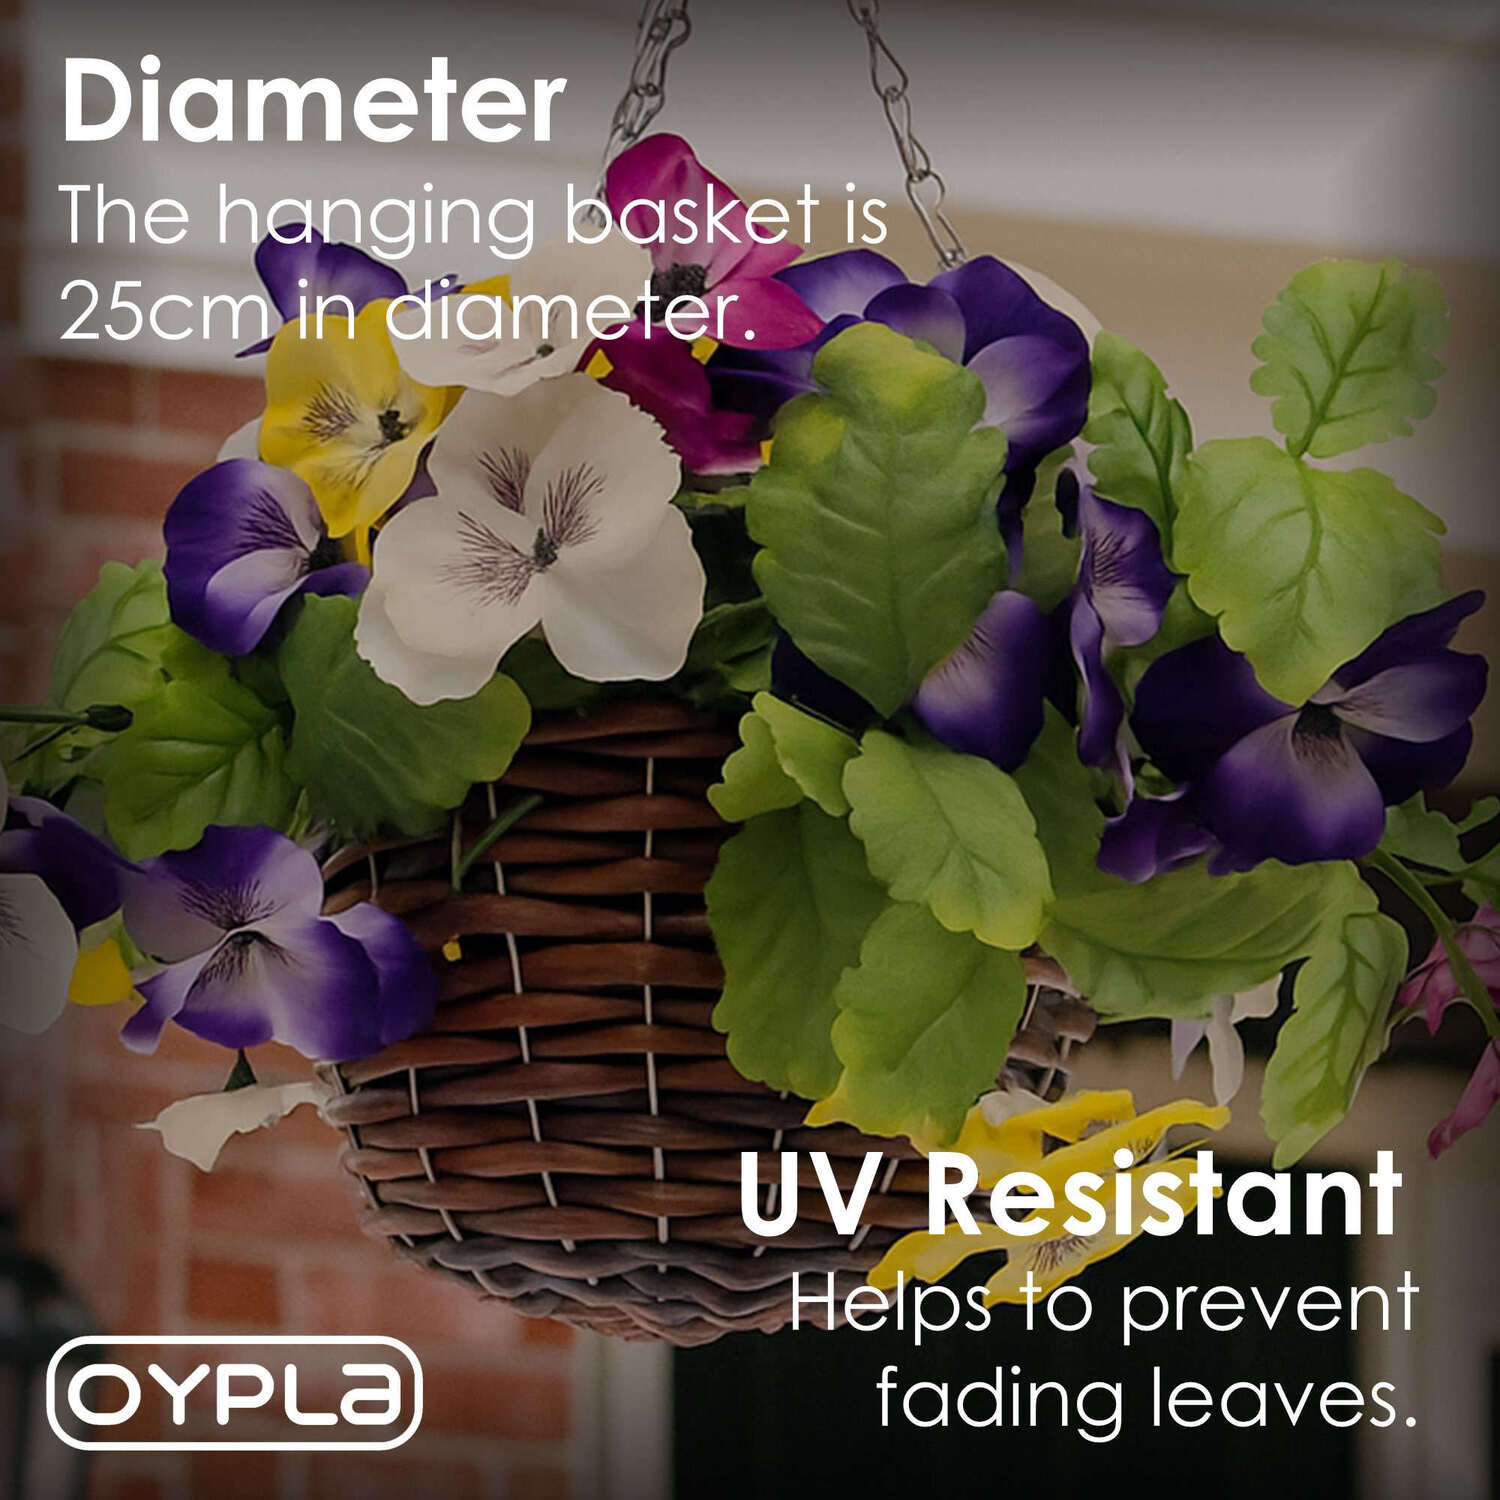 Diameter
The hanging basket is
25cm in diameter.
UV Resistant
Helps to prevent
fading leaves.
OYPLA